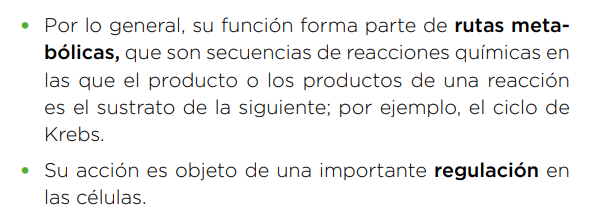 • Por lo general, su función forma parte de rutas meta-
bólicas, que son secuencias de reacciones químicas en
las que el producto o los productos de una reacción
es el sustrato de la siguiente; por ejemplo, el ciclo de
Krebs.
• Su acción es objeto de una importante regulación en
las células.